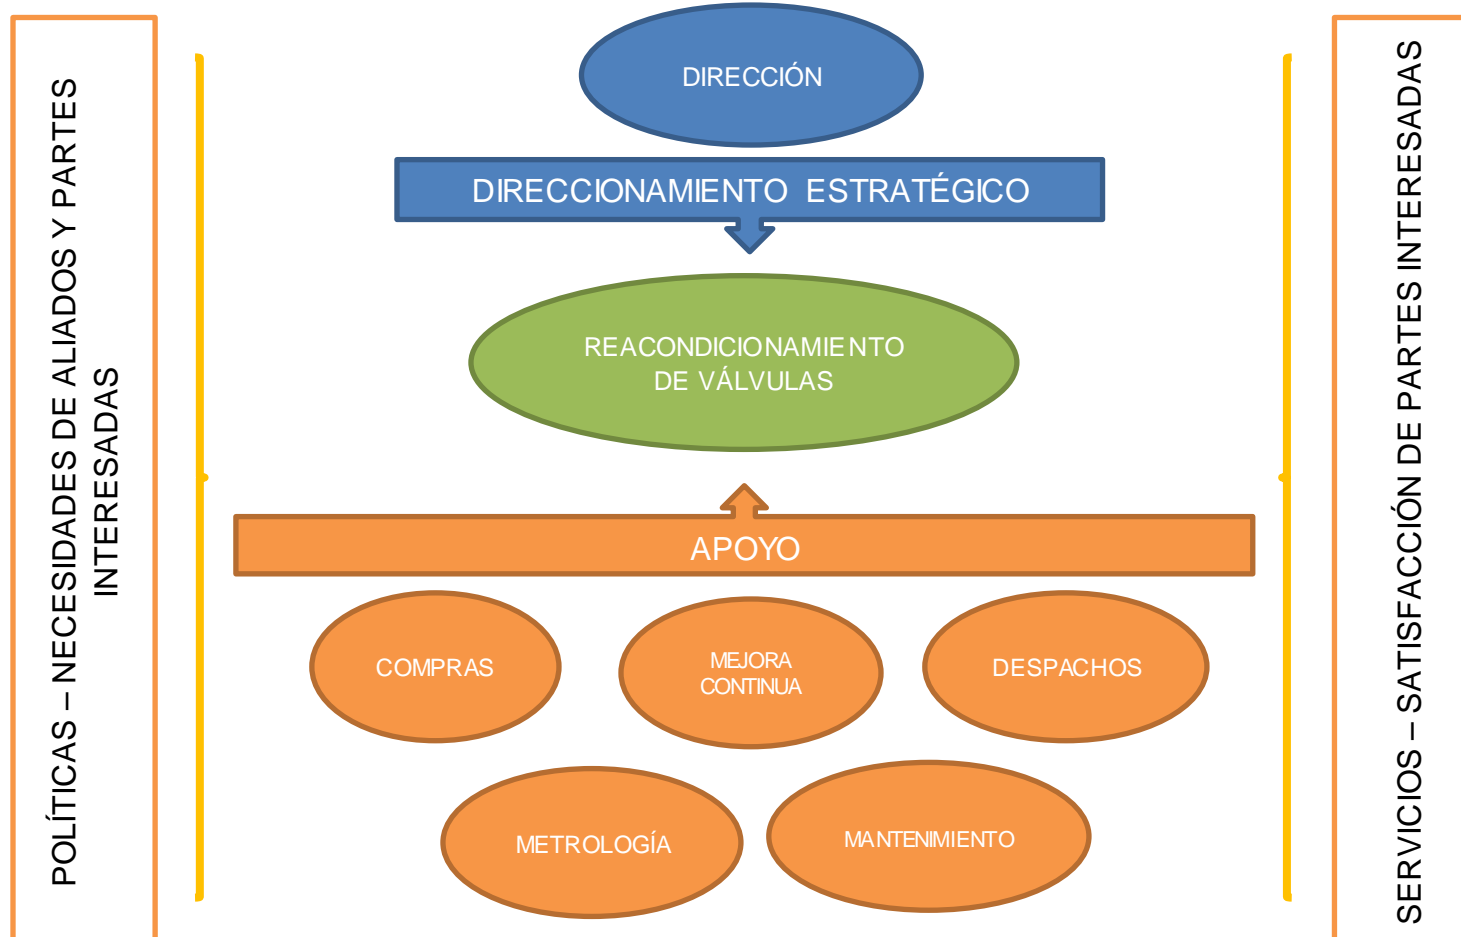 POLÍTICAS – NECESIDADES DE ALIADOS Y PARTES
INTERESADAS
DIRECCIÓN
DIRECCIONAMIENTO ESTRATÉGICO
REACONDICIONAMIENTO
DE VÁLVULAS
APOYO
COMPRAS
MEJORA
CONTINUA
DESPACHOS
METROLOGÍA
MANTENIMIENTO
SERVICIOS – SATISFACCIÓN DE PARTES INTERESADAS